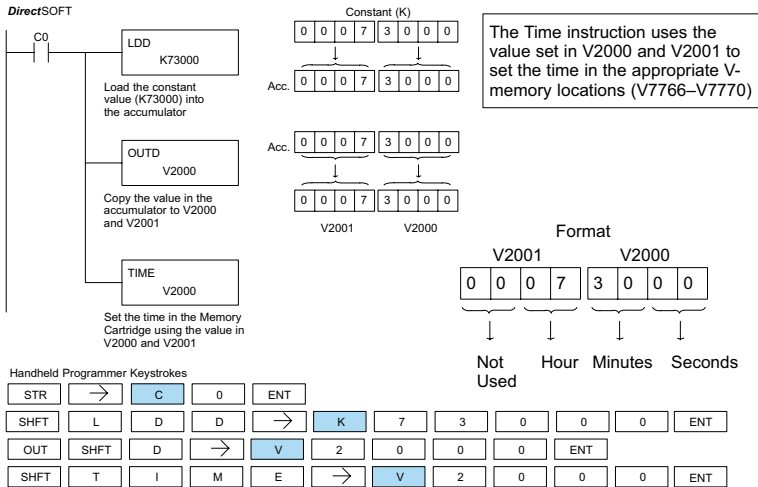 DirectSOFT
C0
LDD
K73000
Load the constant
value (K73000) into
the accumulator
OUTD
V2000
Copy the value in the
accumulator to V2000
and V2001
TIME
V2000
Set the time in the Memory
Cartridge using the value in
V2000 and V2001
Constant (K)
0 0 0 7 3 0 0 0
Acc. 0 0 0 7 3 0 0 0
Acc. 0 0 0 7 3 0 0 0
0 0 0 7 3 0 0 0
V2001 V2000
The Time instruction uses the
value set in V2000 and V2001 to
set the time in the appropriate V-
memory locations (V7766–V7770)
Format
V2001 V2000
0 0 0 7 3 0 0 0
Not Hour Minutes Seconds
Used
Handheld Programmer Keystrokes
STR → C 0 ENT
SHFT L D D → K 7 3 0 0 0 ENT
OUT SHFT D → V 2 0 0 0 ENT
SHFT T I M E → V 2 0 0 0 ENT